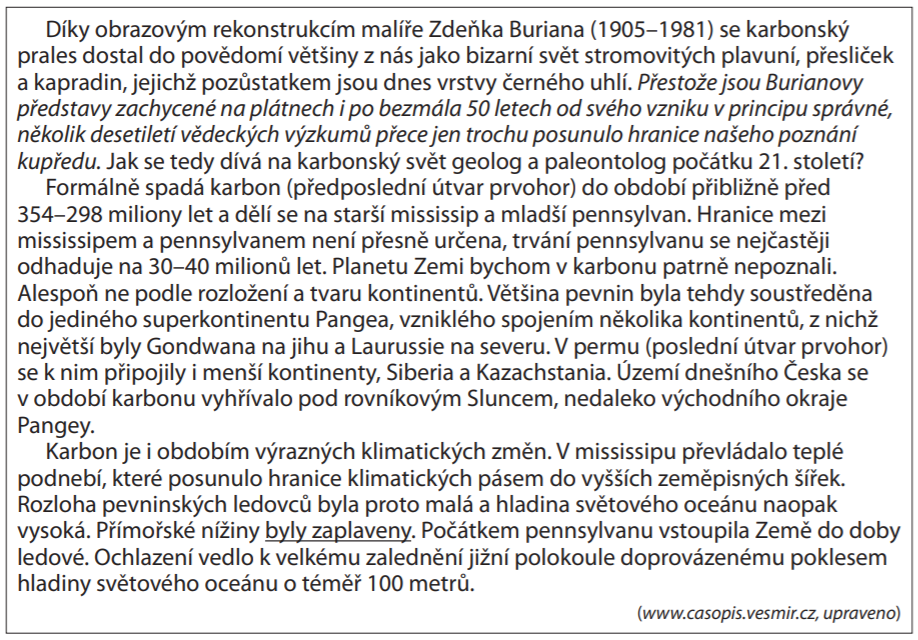 Díky obrazovým rekonstrukcím malíře Zdeňka Buriana (1905–1981) se karbonský
prales dostal do povědomí většiny z nás jako bizarní svět stromovitých plavuní, přesliček
a kapradin, jejichž pozůstatkem jsou dnes vrstvy černého uhlí. Přestože jsou Burianovy
představy zachycené na plátnech i po bezmála 50 letech od svého vzniku v principu správné,
několik desetiletí vědeckých výzkumů přece jen trochu posunulo hranice našeho poznání
kupředu. Jak se tedy dívá na karbonský svět geolog a paleontolog počátku 21. století?
Formálně spadá karbon (předposlední útvar prvohor) do období přibližně před
354–298 miliony let a dělí se na starší mississip a mladší pennsylvan. Hranice mezi
mississipem a pennsylvanem není přesně určena, trvání pennsylvanu se nejčastěji
odhaduje na 30–40 milionů let. Planetu Zemi bychom v karbonu patrně nepoznali.
Alespoň ne podle rozložení a tvaru kontinentů. Většina pevnin byla tehdy soustředěna
do jediného superkontinentu Pangea, vzniklého spojením několika kontinentů, z nichž
největší byly Gondwana na jihu a Laurussie na severu. V permu (poslední útvar prvohor)
se k nim připojily i menší kontinenty, Siberia a Kazachstania. Území dnešního Česka se
v období karbonu vyhřívalo pod rovníkovým Sluncem, nedaleko východního okraje
Pangey.
Karbon je i obdobím výrazných klimatických změn. V mississipu převládalo teplé
podnebí, které posunulo hranice klimatických pásem do vyšších zeměpisných šířek.
Rozloha pevninských ledovců byla proto malá a hladina světového oceánu naopak
vysoká. Přímořské nížiny byly zaplaveny. Počátkem pennsylvanu vstoupila Země do doby
ledové. Ochlazení vedlo k velkému zalednění jižní polokoule doprovázenému poklesem
hladiny světového oceánu o téměř 100 metrů.
(www.casopis.vesmir.cz, upraveno)